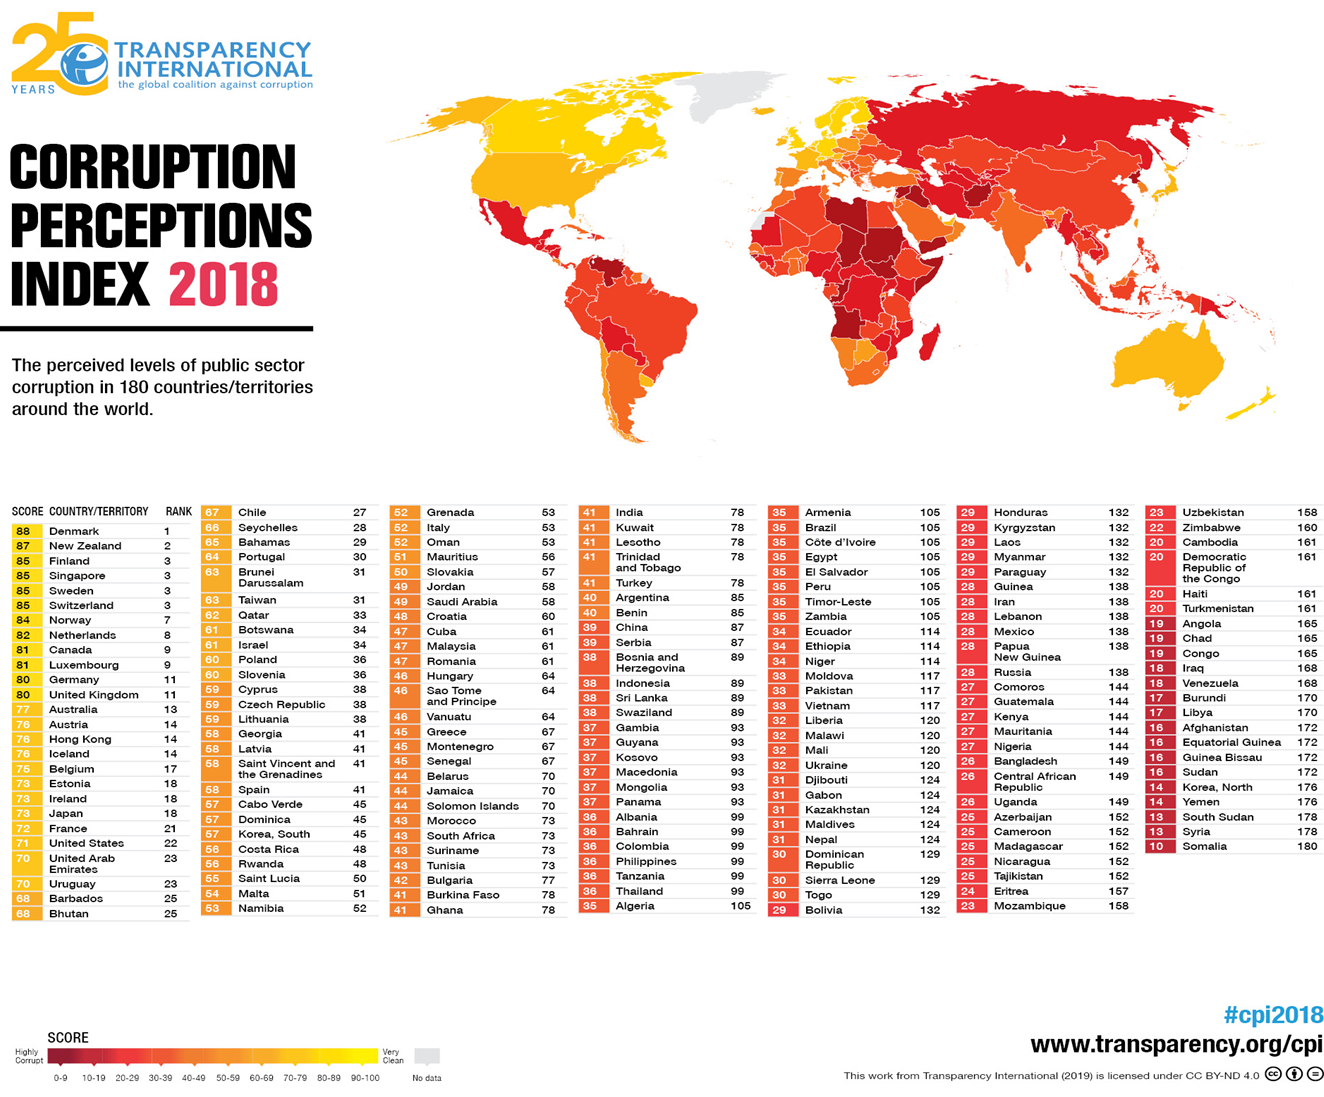 25
YEARS
TRANSPARENCY
INTERNATIONAL
the global coalition against corruption
CORRUPTION
PERCEPTIONS
INDEX 2018
The perceived levels of public sector
corruption in 180 countries/territories
around the world.
SCORE COUNTRY/TERRITORY RANK
88 Denmark 1
87 New Zealand 2
85 Finland 3
85 Singapore 3
85 Sweden 3
85 Switzerland 3
84 Norway 7
82 Netherlands 8
81 Canada 9
81 Luxembourg 9
80 Germany 11
80 United Kingdom 11
77 Australia 13
76 Austria 14
76 Hong Kong 14
76 Iceland 14
75 Belgium 17
73 Estonia 18
73 Ireland 18
73 Japan 18
72 France 21
71 United States 22
70 United Arab 23
Emirates
70 Uruguay 23
68 Barbados 25
68 Bhutan 25
67 Chile 27
66 Seychelles 28
65 Bahamas 29
64 Portugal 30
63 Brunei 31
Darussalam
63 Taiwan 31
62 Qatar 33
61 Botswana 34
61 Israel 34
60 Poland 36
60 Slovenia 36
59 Cyprus 38
59 Czech Republic 38
59 Lithuania 38
58 Georgia 41
58 Latvia 41
58 Saint Vincent and 41
the Grenadines
58 Spain 41
57 Cabo Verde 45
57 Dominica 45
57 Korea, South 45
56 Costa Rica 48
56 Rwanda 48
55 Saint Lucia 50
54 Malta 51
53 Namibia 52
52 Grenada 53
52 Italy 53
52 Oman 53
51 Mauritius 56
50 Slovakia 57
49 Jordan 58
49 Saudi Arabia 58
48 Croatia 60
47 Cuba 61
47 Malaysia 61
47 Romania 61
46 Hungary 64
46 Sao Tome 64
and Principe
46 Vanuatu 64
45 Greece 67
45 Montenegro 67
45 Senegal 67
44 Belarus 70
44 Jamaica 70
44 Solomon Islands 70
43 Morocco 73
43 South Africa 73
43 Suriname 73
43 Tunisia 73
42 Bulgaria 77
41 Burkina Faso 78
41 Ghana 78
41 India 78
41 Kuwait 78
41 Lesotho 78
41 Trinidad 78
and Tobago
41 Turkey 78
40 Argentina 85
40 Benin 85
39 China 87
39 Serbia 87
38 Bosnia and 89
Herzegovina
38 Indonesia 89
38 Sri Lanka 89
38 Swaziland 89
37 Gambia 93
37 Guyana 93
37 Kosovo 93
37 Macedonia 93
37 Mongolia 93
37 Panama 93
36 Albania 99
36 Bahrain 99
36 Colombia 99
36 Philippines 99
36 Tanzania 99
36 Thailand 99
35 Algeria 105
35 Armenia 105
35 Brazil 105
35 Côte d'Ivoire 105
35 Egypt 105
35 El Salvador 105
35 Peru 105
35 Timor-Leste 105
35 Zambia 105
34 Ecuador 114
34 Ethiopia 114
34 Niger 114
33 Moldova 117
33 Pakistan 117
33 Vietnam 117
32 Liberia 120
32 Malawi 120
32 Mali 120
32 Ukraine 120
31 Djibouti 124
31 Gabon 124
31 Kazakhstan 124
31 Maldives 124
31 Nepal 124
30 Dominican 129
Republic
30 Sierra Leone 129
30 Togo 129
29 Bolivia 132
29 Honduras 132
29 Kyrgyzstan 132
29 Laos 132
29 Myanmar 132
29 Paraguay 132
28 Guinea 138
28 Iran 138
28 Lebanon 138
28 Mexico 138
28 Papua 138
New Guinea
28 Russia 138
27 Comoros 144
27 Guatemala 144
27 Kenya 144
27 Mauritania 144
27 Nigeria 144
26 Bangladesh 149
26 Central African 149
Republic
26 Uganda 149
25 Azerbaijan 152
25 Cameroon 152
25 Madagascar 152
25 Nicaragua 152
25 Tajikistan 152
24 Eritrea 157
23 Mozambique 158
23 Uzbekistan 158
22 Zimbabwe 160
20 Cambodia 161
20 Democratic 161
Republic of
the Congo
20 Haiti 161
20 Turkmenistan 161
19 Angola 165
19 Chad 165
19 Congo 165
18 Iraq 168
18 Venezuela 168
17 Burundi 170
17 Libya 170
16 Afghanistan 172
16 Equatorial Guinea 172
16 Guinea Bissau 172
16 Sudan 172
14 Korea, North 176
14 Yemen 176
13 South Sudan 178
13 Syria 178
10 Somalia 180
SCORE
Highly
Corrupt
Very
Clean
0-9 10-19 20-29 30-39 40-49 50-59 60-69 70-79 80-89 90-100 No data
#cpi2018
www.transparency.org/cpi
This work from Transparency International (2019) is licensed under CC BY-ND 4.0